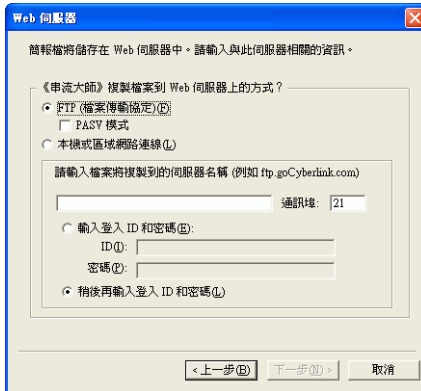 Web 伺服器
簡報檔將儲存在 Web 伺服器中。請輸入與此伺服器相關的資訊。
《串流大師》複製檔案到 Web 伺服器上的方式？
FTP (檔案傳輸協定)(F)
PASV 模式
本機或區域網路連線(L)
請輸入檔案將複製到的伺服器名稱 (例如 ftp.goCyberlink.com)
通訊埠: 21
輸入登入 ID 和密碼(E):
ID(I):
密碼(P):
稍後再輸入登入 ID 和密碼(L)
<上一步(B) 下一步(N)> 取消